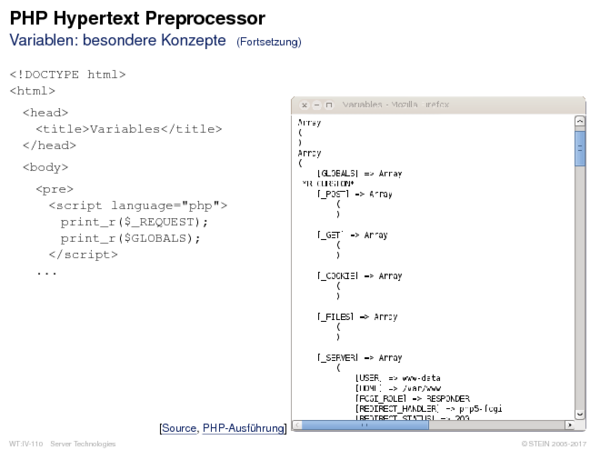 PHP Hypertext Preprocessor
Variablen: besondere Konzepte (Fortsetzung)
<!DOCTYPE html>
<html>
<head>
<title>Variables</title>
</head>
<body>
<pre>
<script language="php">
print_r($_REQUEST);
print_r($GLOBALS);
</script>
...
[Source, PHP-Ausführung]
Variables - Mozilla Firefox
Array
(
)
Array
(
[GLOBALS] => Array
*RECURSION*
[_POST] => Array
(
)
[_GET] => Array
(
)
[_COOKIE] => Array
(
)
[_FILES] => Array
(
)
[_SERVER] => Array
(
[USER] => www-data
[HOME] => /var/www
[FCGI_ROLE] => RESPONDER
[REDIRECT_HANDLER] => php5-fcgi
[REDIRECT_STATUS] => 200
WT:IV-110 Server Technologies
© STEIN 2005-2017